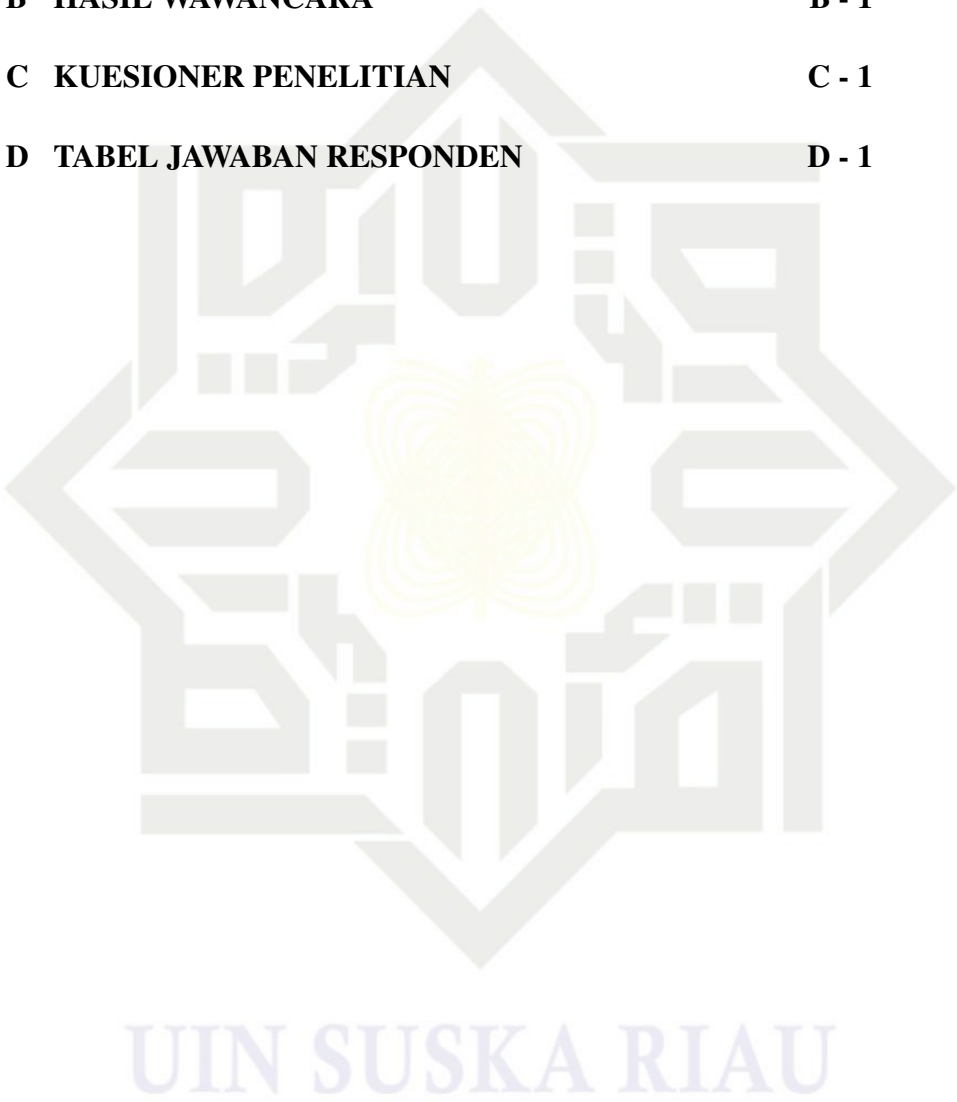 B HASIL WAWANCARA B - 1
C KUESIONER PENELITIAN C - 1
D TABEL JAWABAN RESPONDEN D - 1
UIN SUSKA RIAU